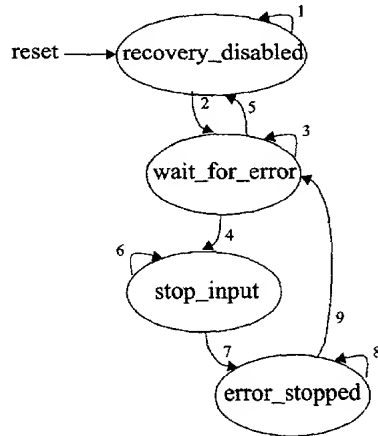 1
recovery_disabled
reset
2
5
3
wait_for_error
4
6
stop_input
9
7
8
error_stopped